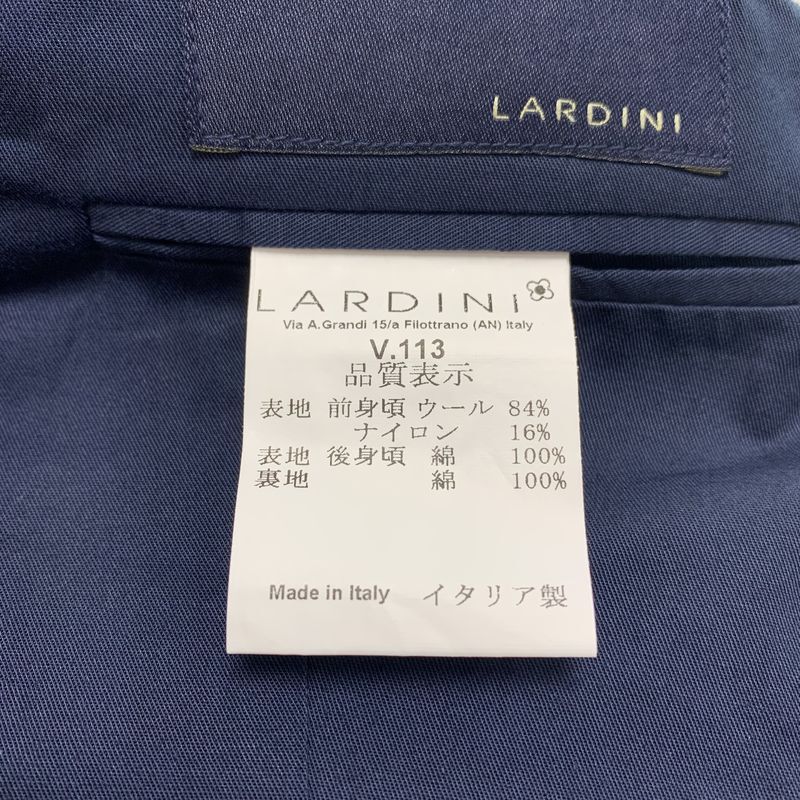 LARDINI
LARDINI
Via A.Grandi 15/a Filottrano (AN) Italy
V.113
品質表示
表地 前身頃 ウール 84%
ナイロン 16%
表地 後身頃 綿 100%
裏地 綿 100%
Made in Italy イタリア製